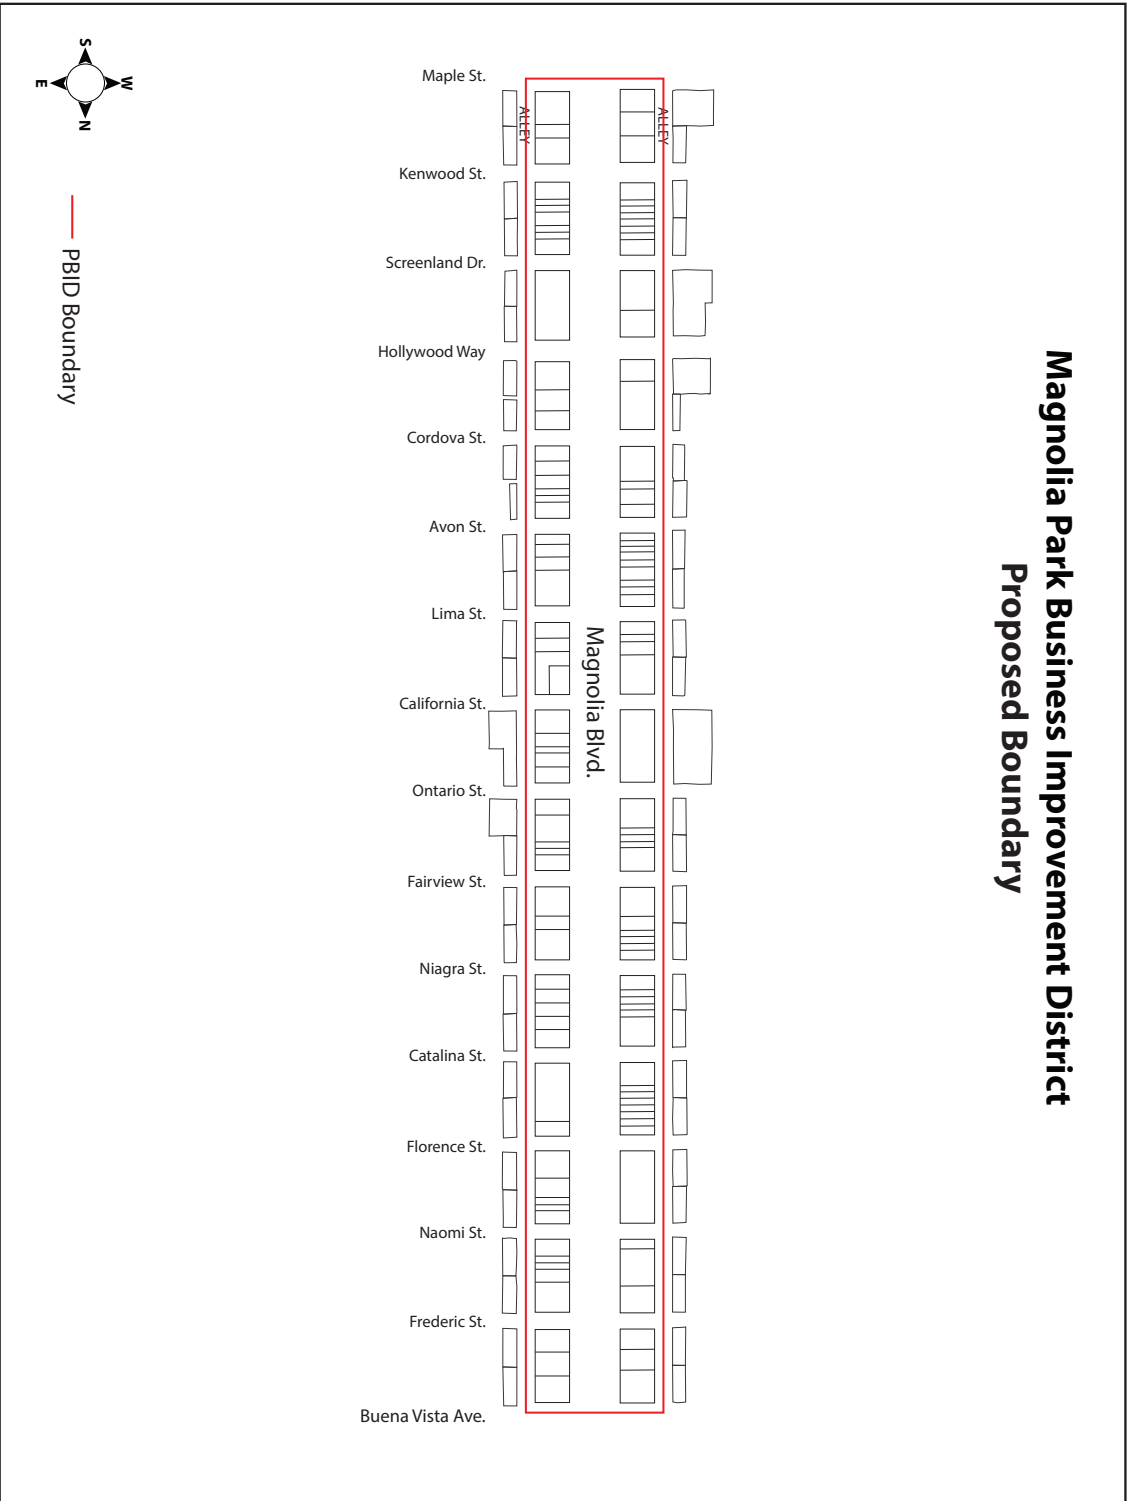 Magnolia Park Business Improvement District
Proposed Boundary
S
W
E
N
PBID Boundary
Maple St.
ALLEY
ALLEY
Kenwood St.
Screenland Dr.
Hollywood Way
Cordova St.
Avon St.
Lima St.
Magnolia Blvd.
California St.
Ontario St.
Fairview St.
Niagra St.
Catalina St.
Florence St.
Naomi St.
Frederic St.
Buena Vista Ave.